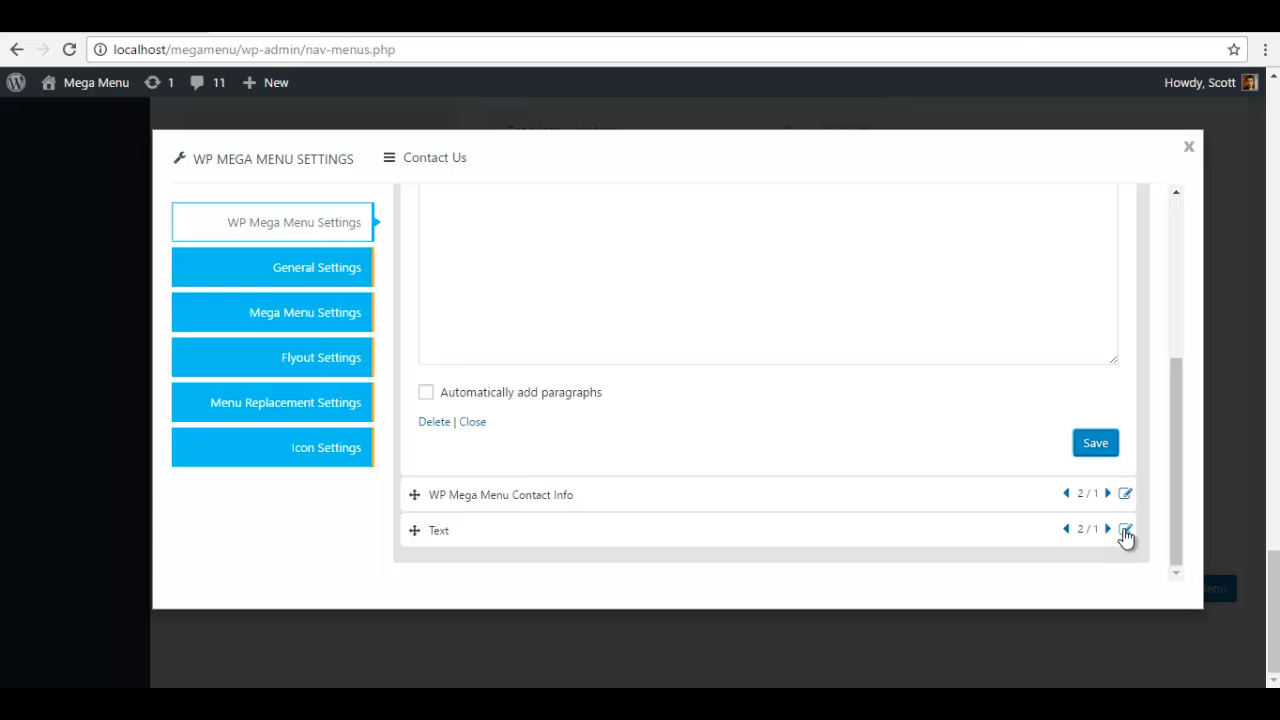 localhost/megamenu/wp-admin/nav-menus.php
Mega Menu 1 11 New Howdy, Scott
WP MEGA MENU SETTINGS Contact Us X
WP Mega Menu Settings
General Settings
Mega Menu Settings
Flyout Settings
Menu Replacement Settings
Icon Settings
Automatically add paragraphs
Delete | Close
Save
WP Mega Menu Contact Info 2 / 1
Text 2 / 1